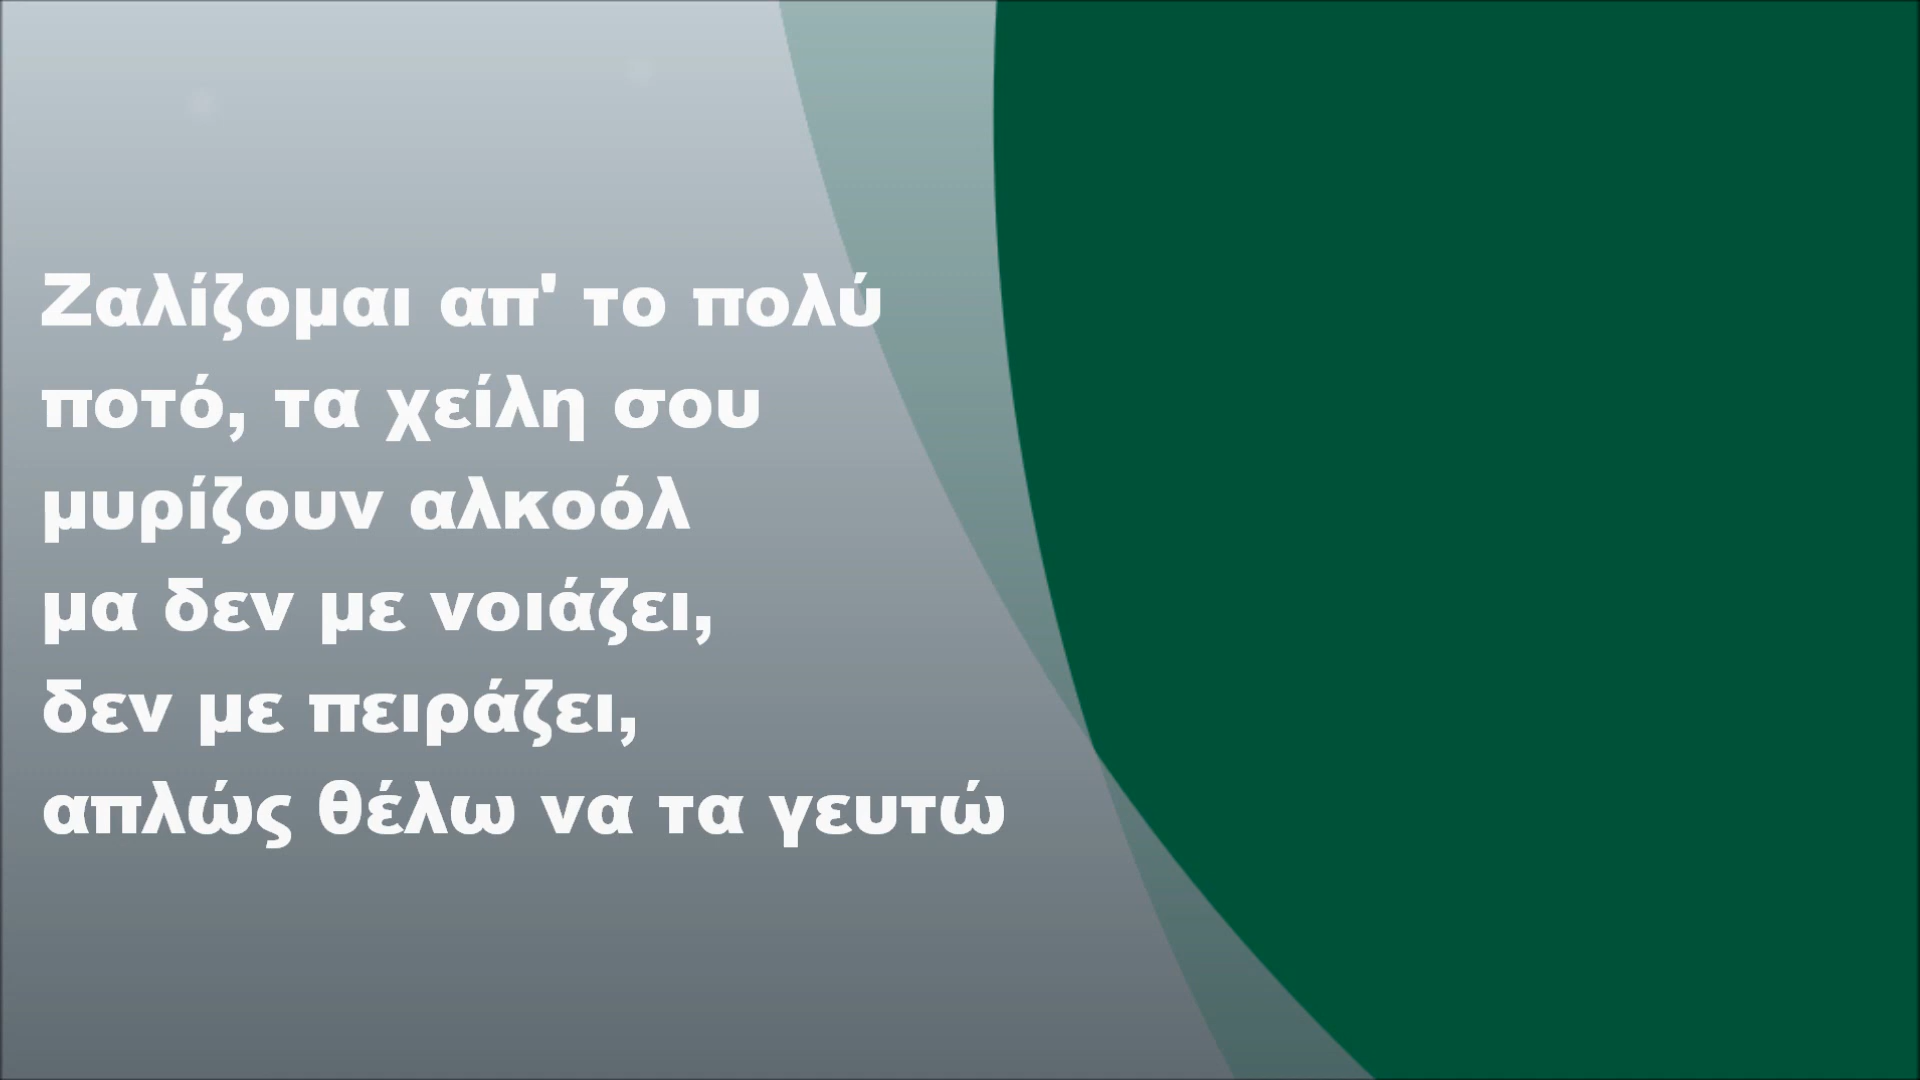 Ζαλίζομαι απ' το πολύ
ποτό, τα χείλη σου
μυρίζουν αλκοόλ
μα δεν με νοιάζει,
δεν με πειράζει,
απλώς θέλω να τα γευτώ